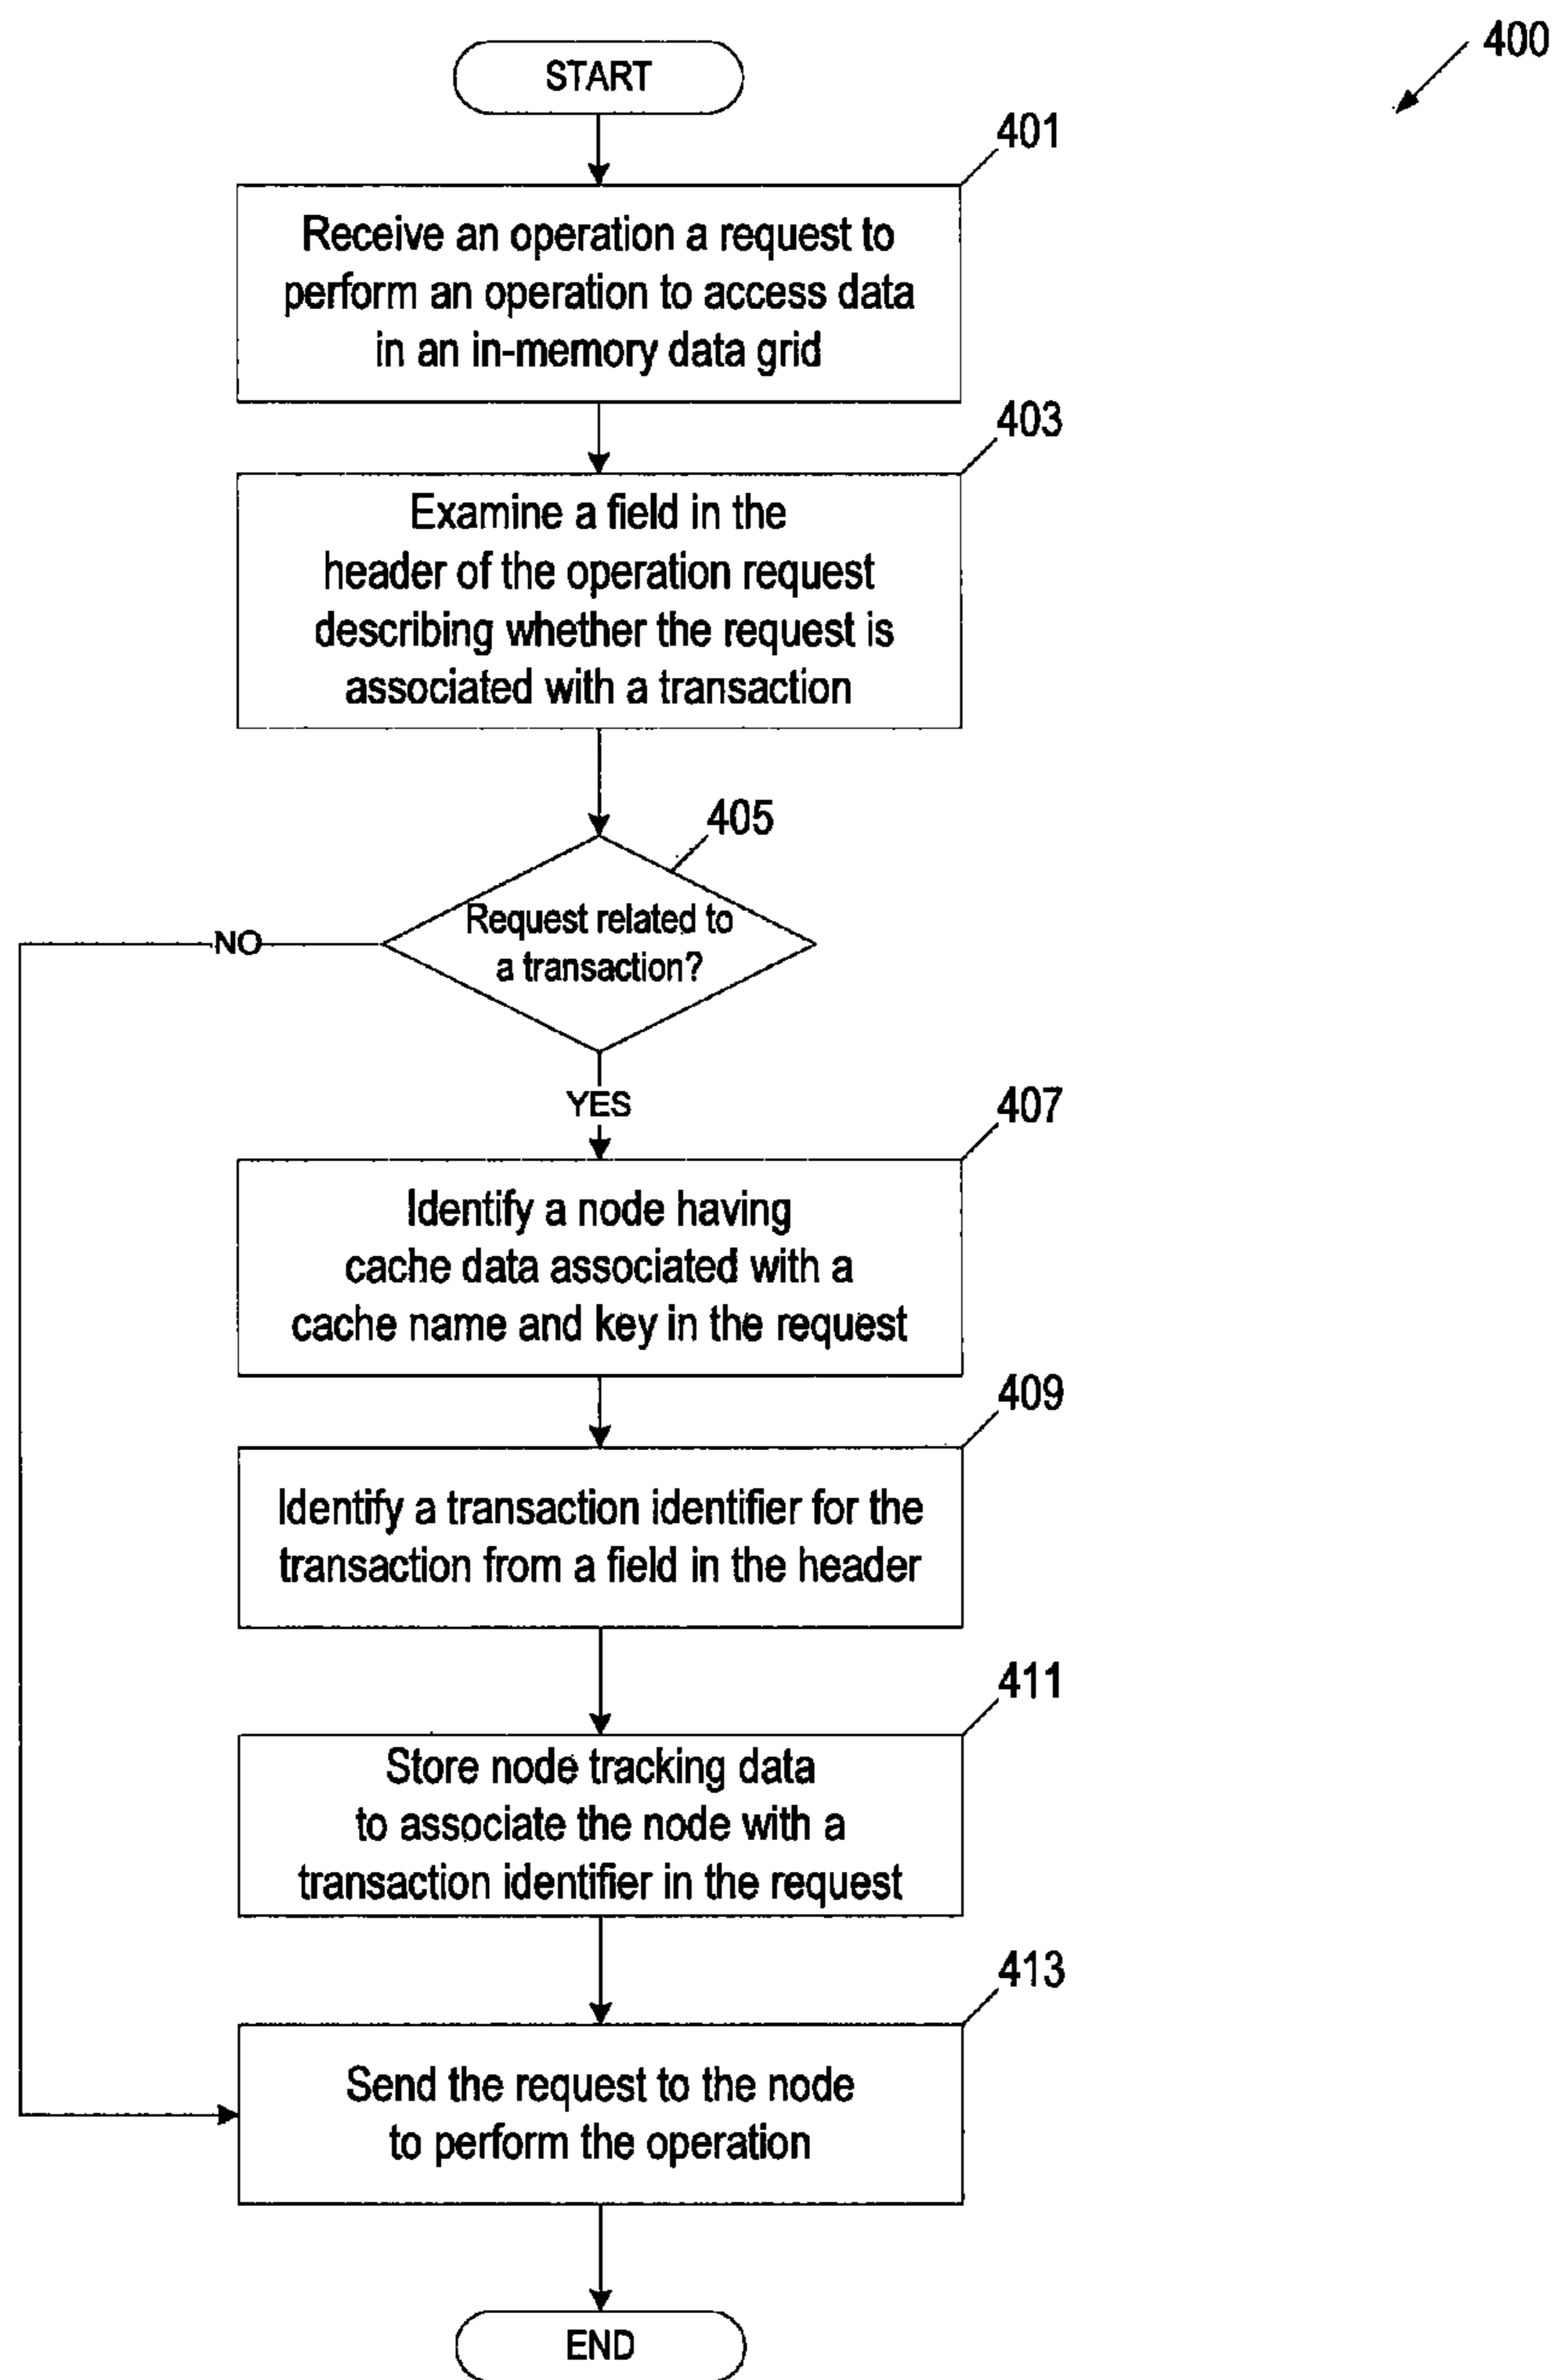 400
START
401
Receive an operation a request to
perform an operation to access data
in an in-memory data grid
403
Examine a field in the
header of the operation request
describing whether the request is
associated with a transaction
405
Request related to
a transaction?
NO
YES
407
Identify a node having
cache data associated with a
cache name and key in the request
409
Identify a transaction identifier for the
transaction from a field in the header
411
Store node tracking data
to associate the node with a
transaction identifier in the request
413
Send the request to the node
to perform the operation
END